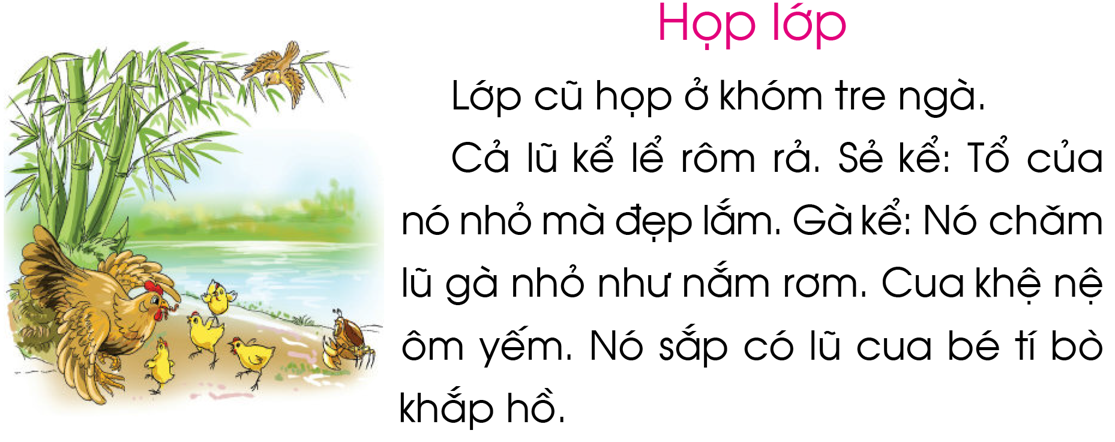 Họp lớp
Lớp cũ họp ở khóm tre ngà.
Cả lũ kể lể rôm rả. Sẻ kể: Tổ của
nó nhỏ mà đẹp lắm. Gà kể: Nó chăm
lũ gà nhỏ như nắm rơm. Cua khệ nệ
ôm yếm. Nó sắp có lũ cua bé tí bò
khắp hồ.